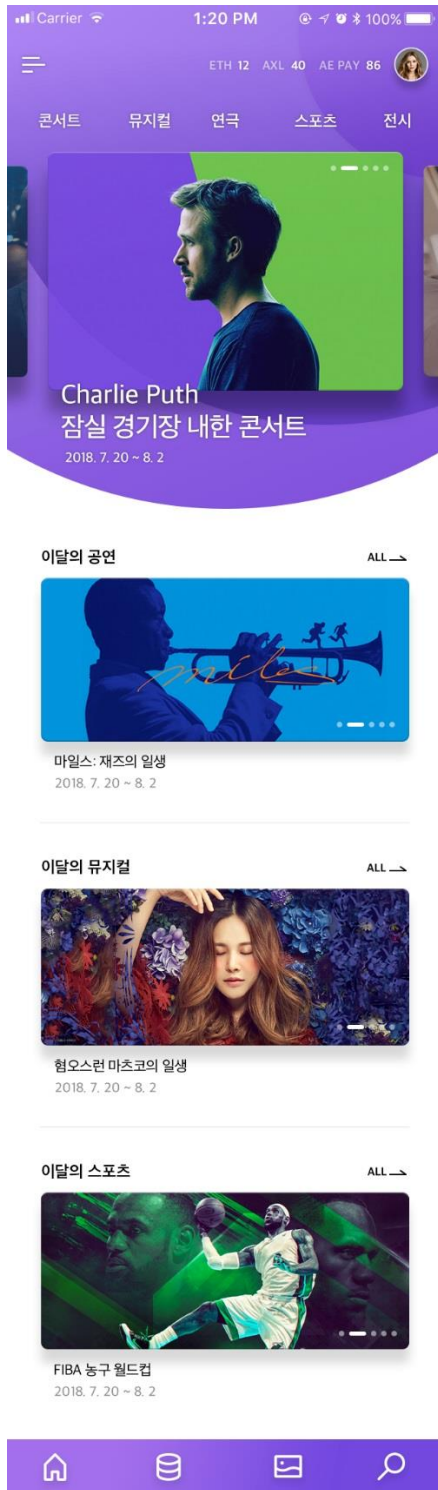 Carrier 1:20 PM 100%
ETH 12 AXL 40 AE PAY 86
콘서트 뮤지컬 연극 스포츠 전시
Charlie Puth
잠실 경기장 내한 콘서트
2018. 7. 20 ~ 8. 2
이달의 공연 ALL
miles
마일스: 재즈의 일생
2018. 7. 20 ~ 8. 2
이달의 뮤지컬 ALL
혐오스런 마츠코의 일생
2018. 7. 20 ~ 8. 2
이달의 스포츠 ALL
FIBA 농구 월드컵
2018. 7. 20 ~ 8. 2